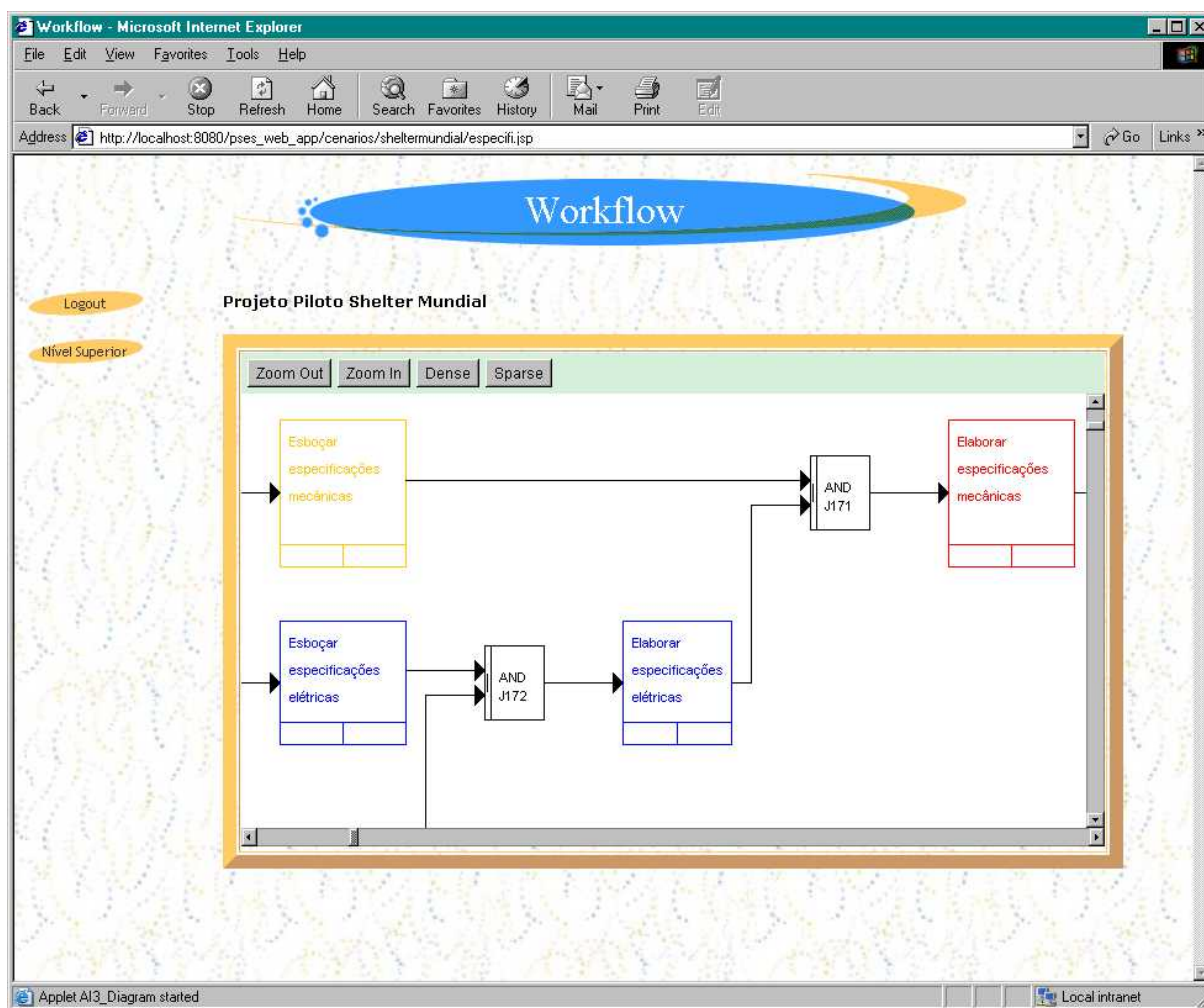 Workflow - Microsoft Internet Explorer
File Edit View Favorites Tools Help
Back Forward Stop Refresh Home Search Favorites History Mail Print Edit
Address http://localhost:8080/pses_web_app/cenarios/sheltermundial/especifi.jsp Go Links »
Workflow
Logout
Nível Superior
Projeto Piloto Shelter Mundial
Zoom Out Zoom In Dense Sparse
Esboçar
especificações
mecânicas
AND
J171
Elaborar
especificações
mecânicas
Esboçar
especificações
elétricas
AND
J172
Elaborar
especificações
elétricas
Applet AI3_Diagram started
Local intranet